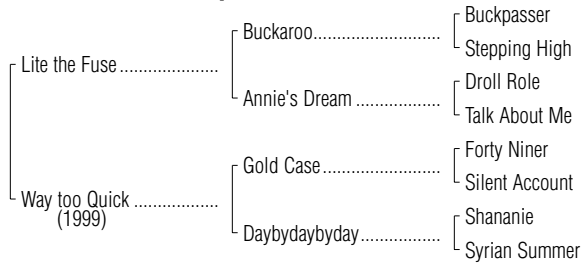 Buckpasser
Buckaroo
Stepping High
Lite the Fuse
Droll Role
Annie's Dream
Talk About Me
Forty Niner
Gold Case
Silent Account
Way too Quick
(1999)
Shananie
Daybydaybyday
Syrian Summer